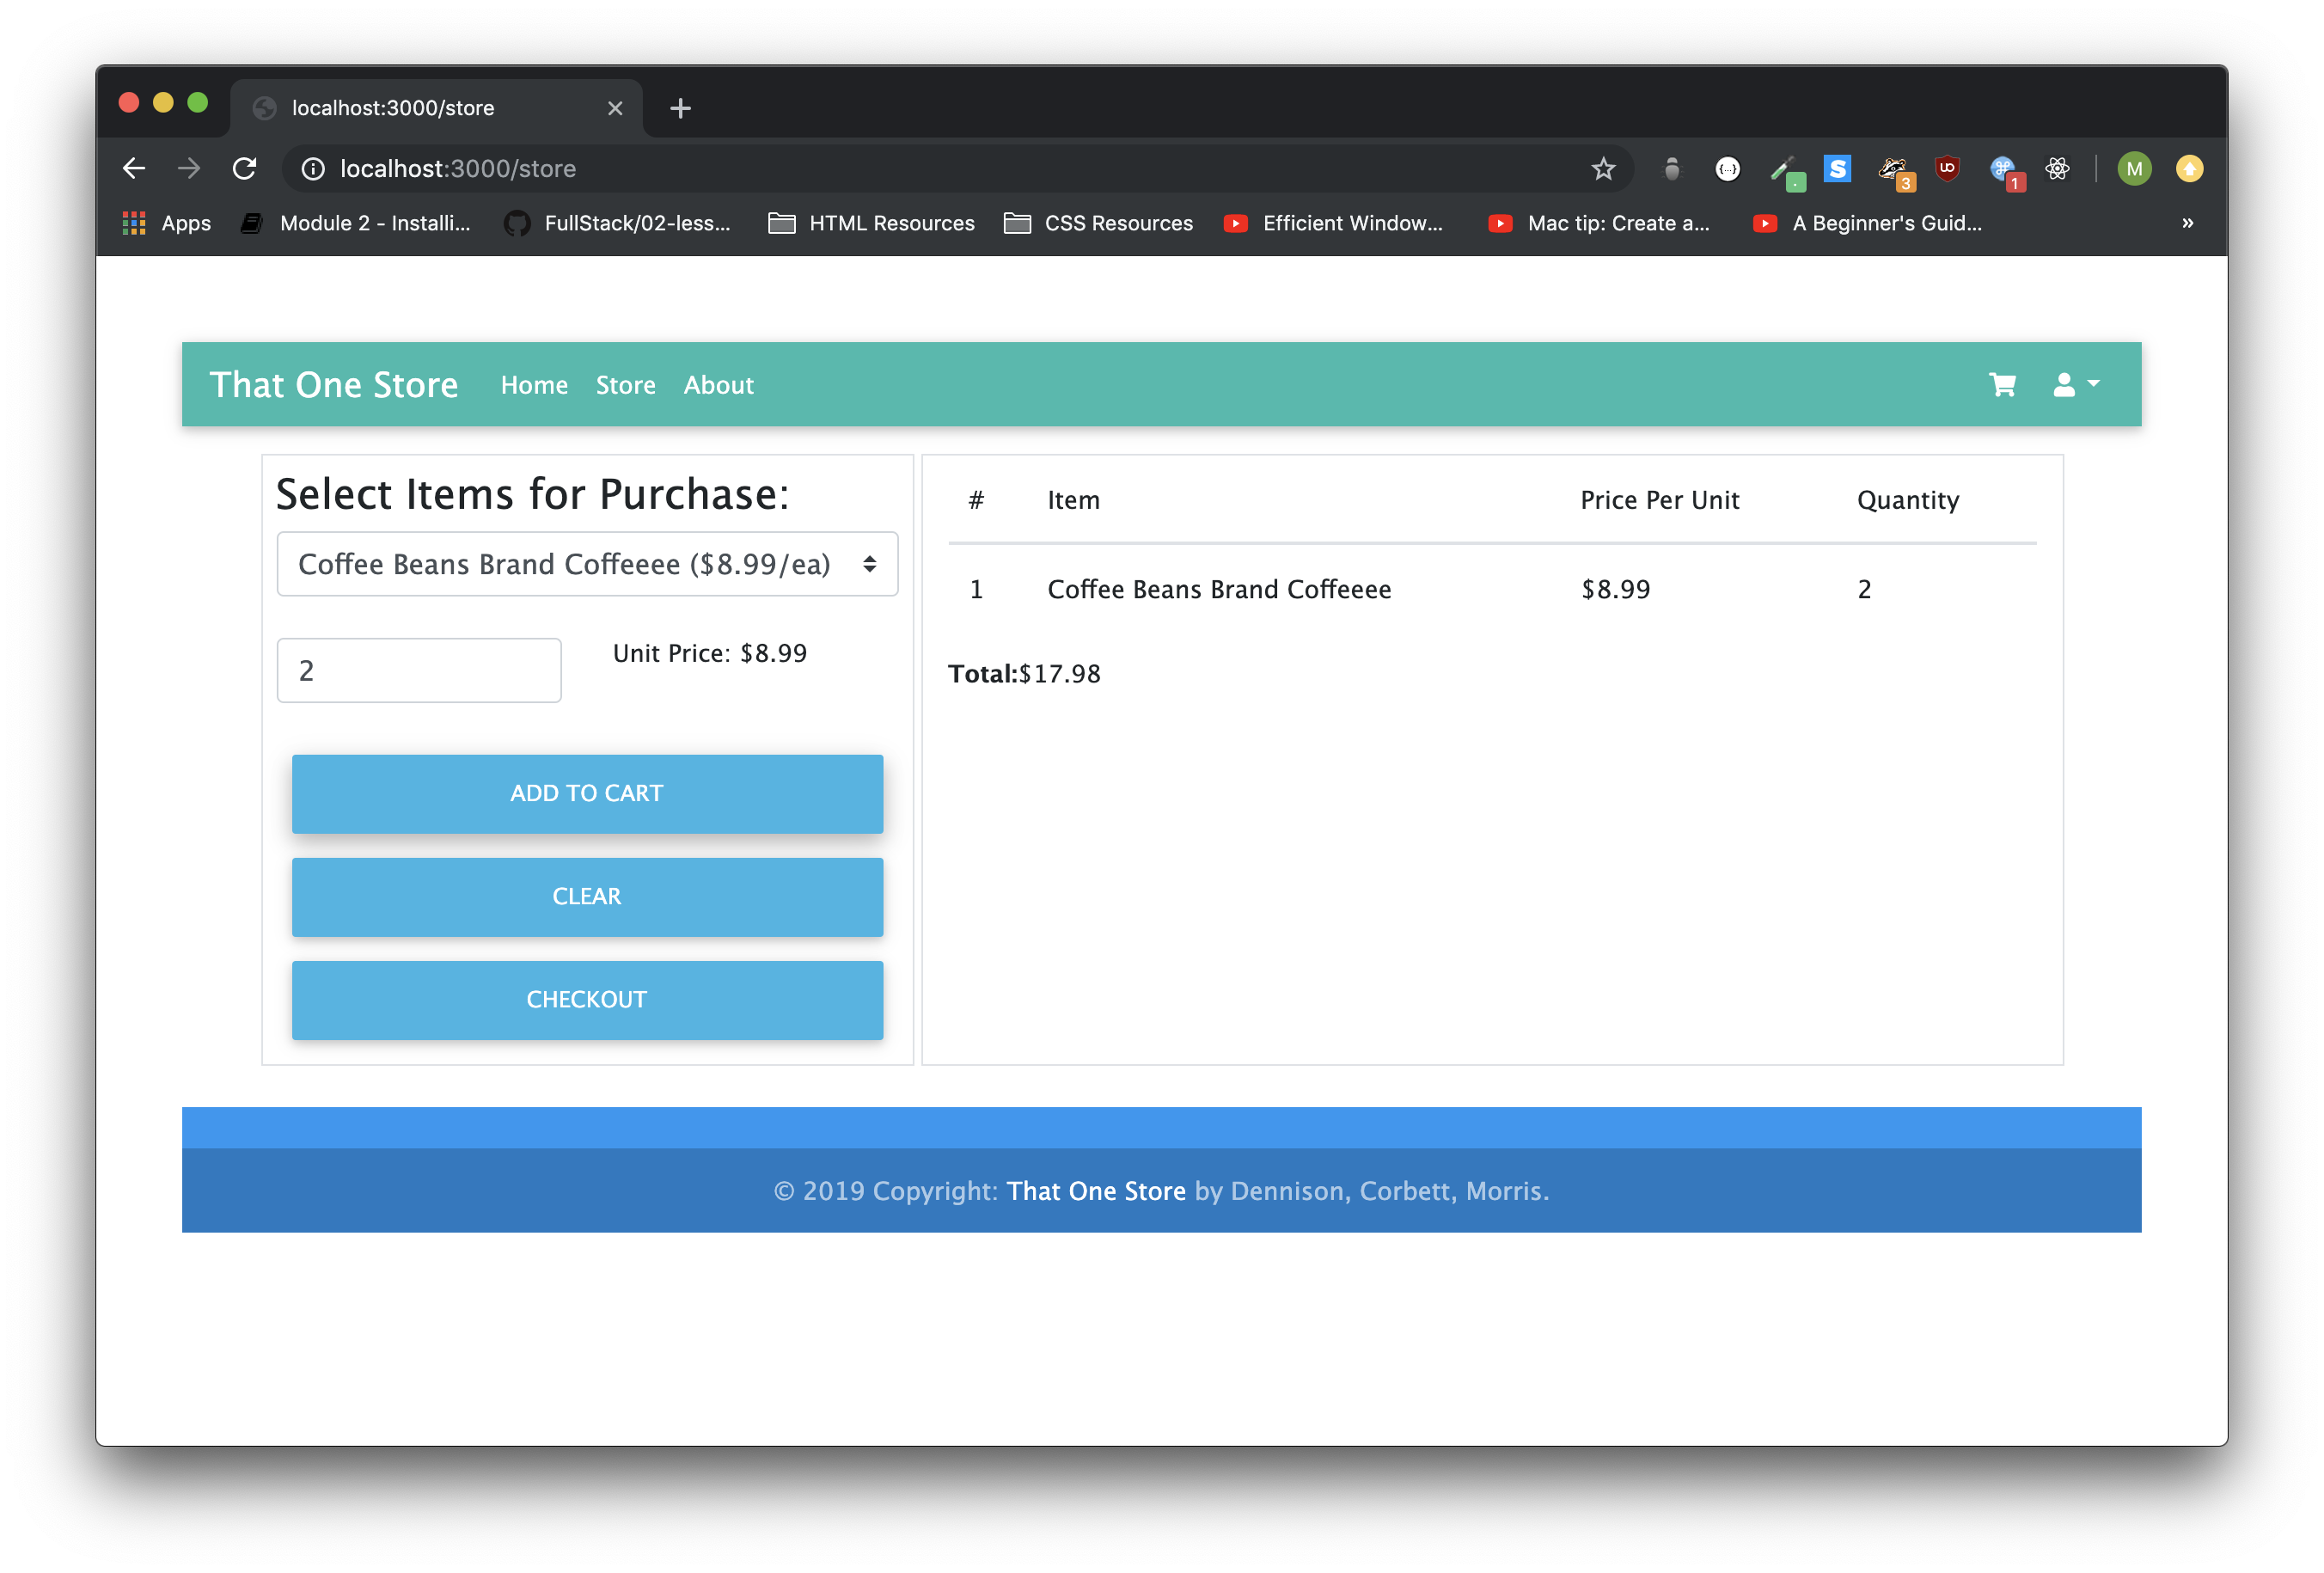 localhost:3000/store
localhost:3000/store
S
3
UO
1
M
Apps
Module 2 - Installi...
FullStack/02-less...
HTML Resources
CSS Resources
Efficient Window...
Mac tip: Create a...
A Beginner's Guid...
»
That One Store Home Store About
Select Items for Purchase:
Coffee Beans Brand Coffeeee ($8.99/ea)
2
Unit Price: $8.99
ADD TO CART
CLEAR
CHECKOUT
# Item Price Per Unit Quantity
1 Coffee Beans Brand Coffeeee $8.99 2
Total:$17.98
© 2019 Copyright: That One Store by Dennison, Corbett, Morris.